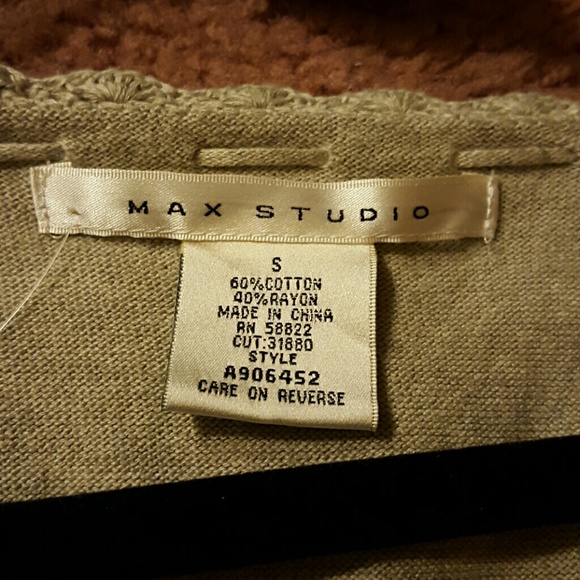 MAX STUDIO
S
60%COTTON
40%RAYON
MADE IN CHINA
RN 58822
CUT:31880
STYLE
A906452
CARE ON REVERSE